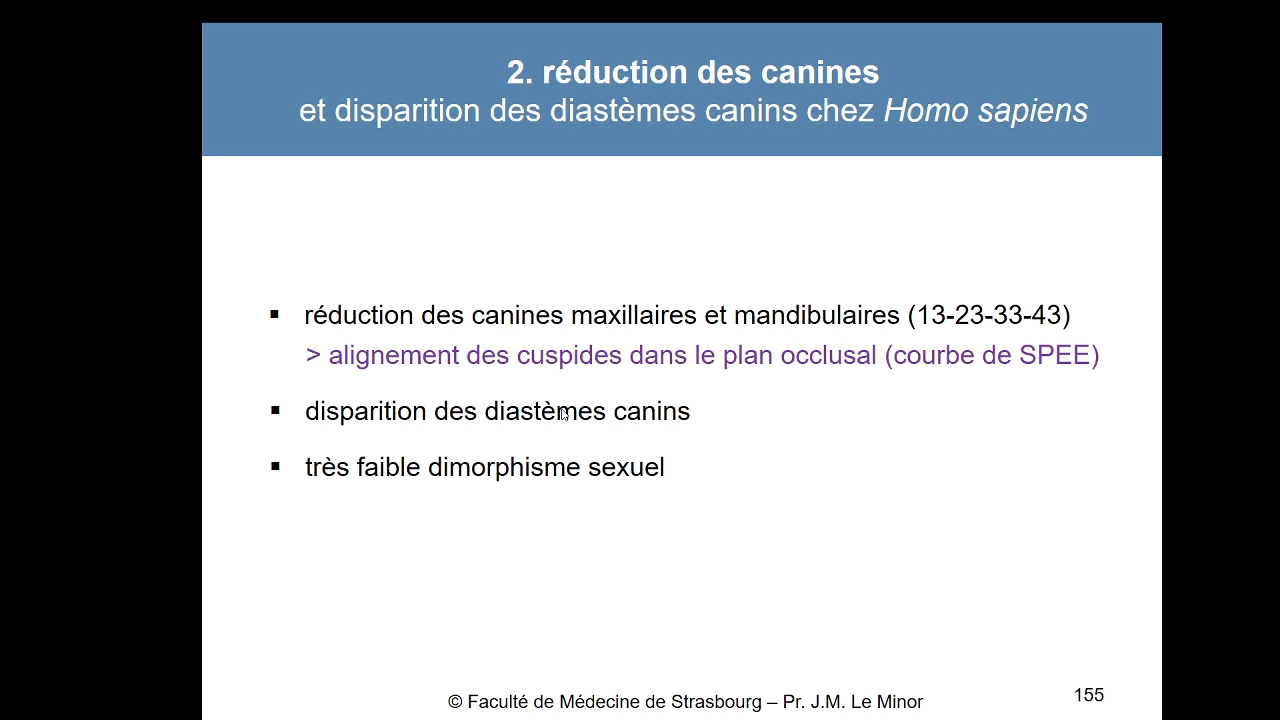 2. réduction des canines
et disparition des diastèmes canins chez Homo sapiens
▪ réduction des canines maxillaires et mandibulaires (13-23-33-43)
> alignement des cuspides dans le plan occlusal (courbe de SPEE)
▪ disparition des diastèmes canins
▪ très faible dimorphisme sexuel
© Faculté de Médecine de Strasbourg – Pr. J.M. Le Minor
155